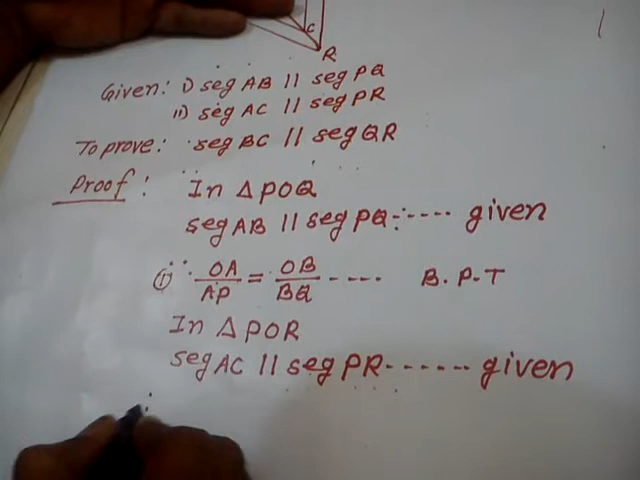 C
R
Given: i) seg AB || seg PQ
ii) seg AC || seg PR
To prove: seg BC || seg QR
Proof: In Δ POQ
seg AB || seg PQ ------ given
① ∴ OA/AP = OB/BQ ----- B.P.T
In Δ POR
seg AC || seg PR ------- given
∴